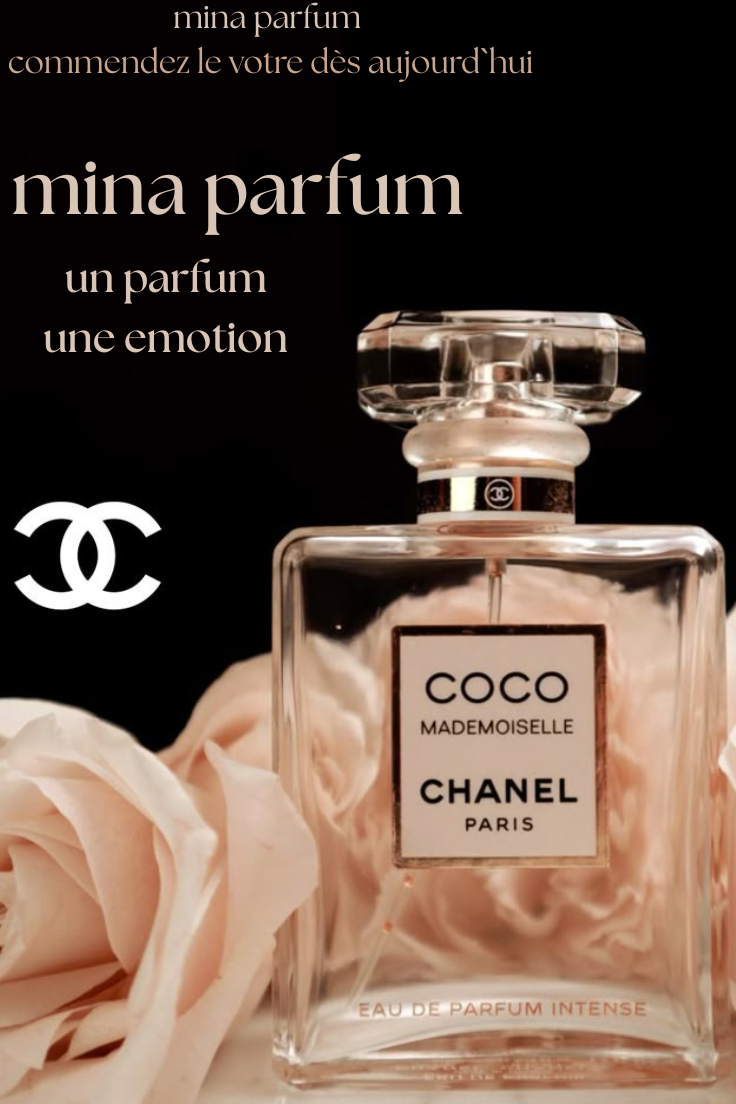 mina parfum
commendez le votre dès aujourd`hui
mina parfum
un parfum
une emotion
COCO
MADEMOISELLE
CHANEL
PARIS
EAU DE PARFUM INTENSE